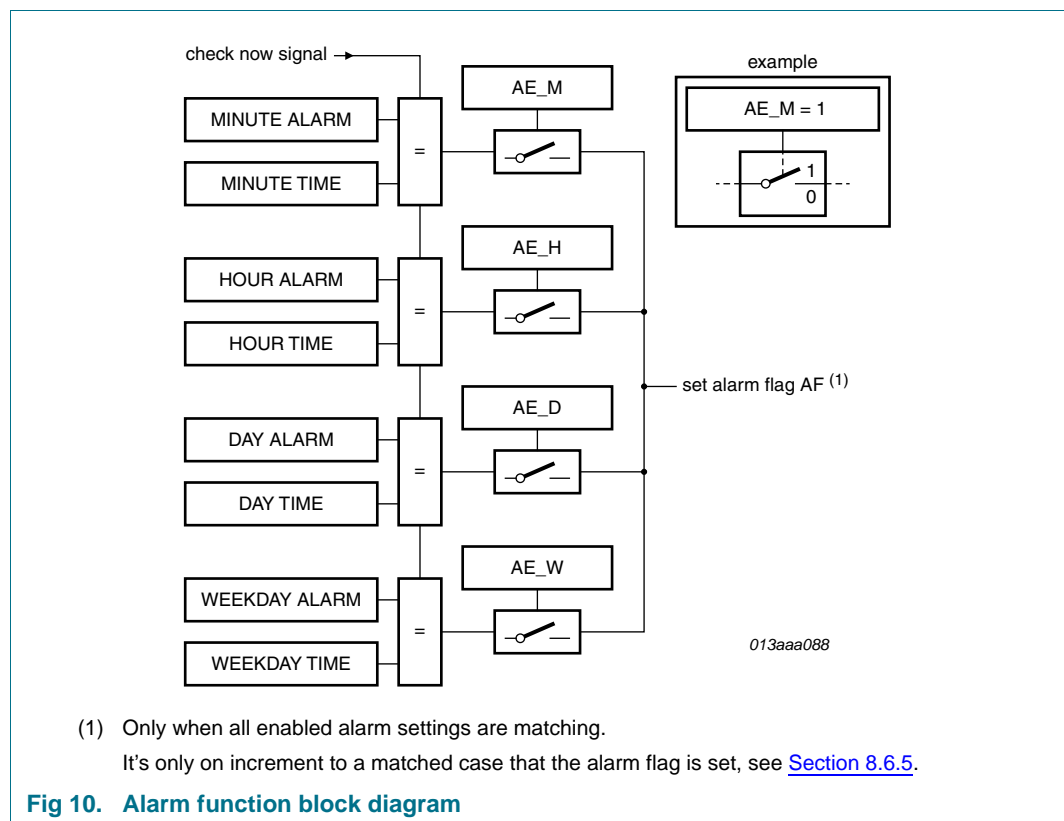 check now signal
example
AE_M
AE_M = 1
MINUTE ALARM
=
1
MINUTE TIME
0
AE_H
HOUR ALARM
=
HOUR TIME
set alarm flag AF (1)
AE_D
DAY ALARM
=
DAY TIME
AE_W
WEEKDAY ALARM
=
013aaa088
WEEKDAY TIME
(1) Only when all enabled alarm settings are matching.
It's only on increment to a matched case that the alarm flag is set, see Section 8.6.5.
Fig 10. Alarm function block diagram